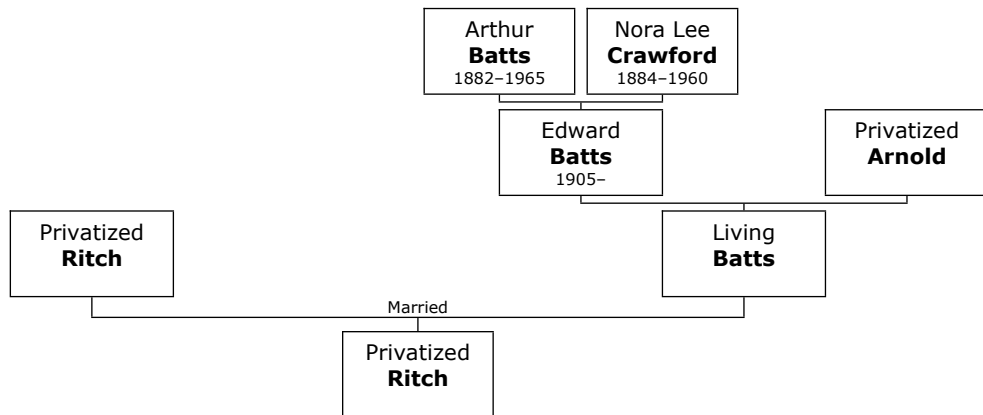 Arthur
Batts
1882–1965
Nora Lee
Crawford
1884–1960
Edward
Batts
1905–
Privatized
Arnold
Privatized
Ritch
Living
Batts
Married
Privatized
Ritch